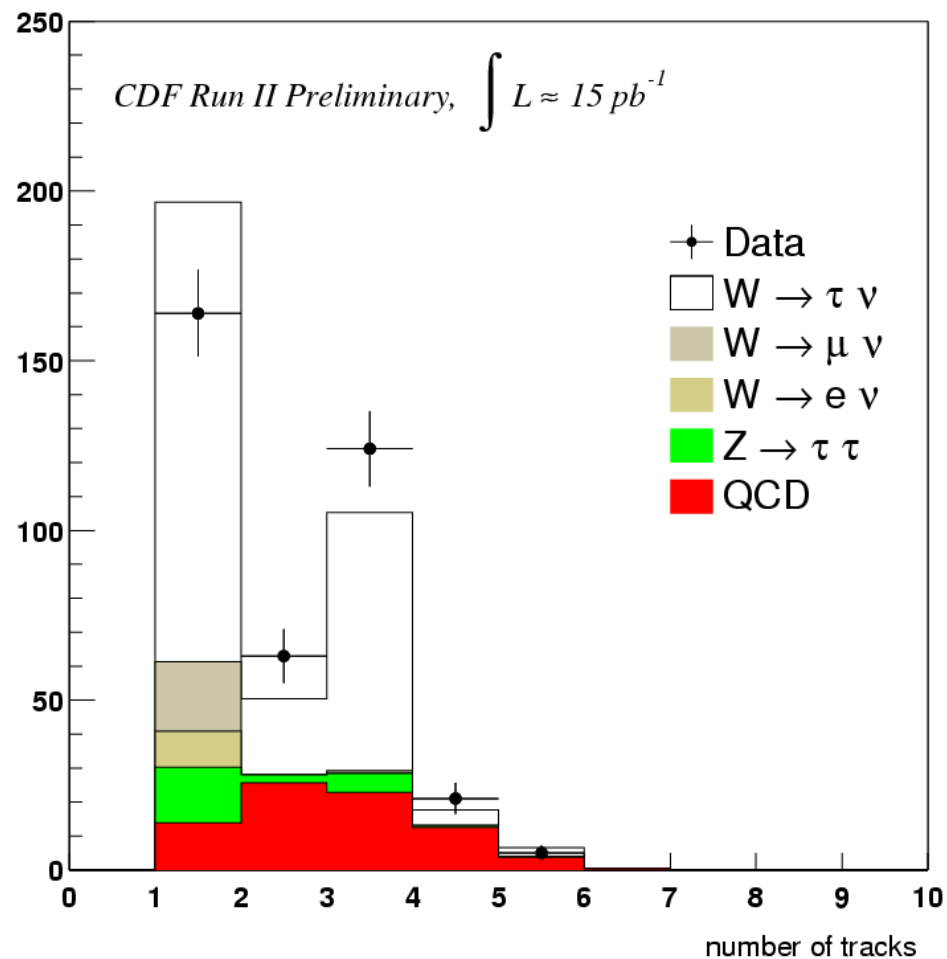 250
CDF Run II Preliminary, ∫ L ≈ 15 pb⁻¹
200
Data
W → τ ν
W → μ ν
W → e ν
Z → τ τ
QCD
150
100
50
0
0 1 2 3 4 5 6 7 8 9 10
number of tracks